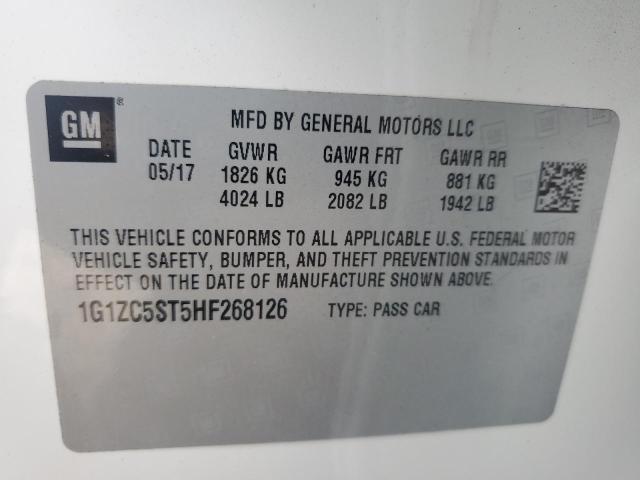 GM®
MFD BY GENERAL MOTORS LLC
DATE GVWR GAWR FRT GAWR RR
05/17 1826 KG 945 KG 881 KG
4024 LB 2082 LB 1942 LB
THIS VEHICLE CONFORMS TO ALL APPLICABLE U.S. FEDERAL MOTOR
VEHICLE SAFETY, BUMPER, AND THEFT PREVENTION STANDARDS IN
EFFECT ON THE DATE OF MANUFACTURE SHOWN ABOVE.
1G1ZC5ST5HF268126 TYPE: PASS CAR